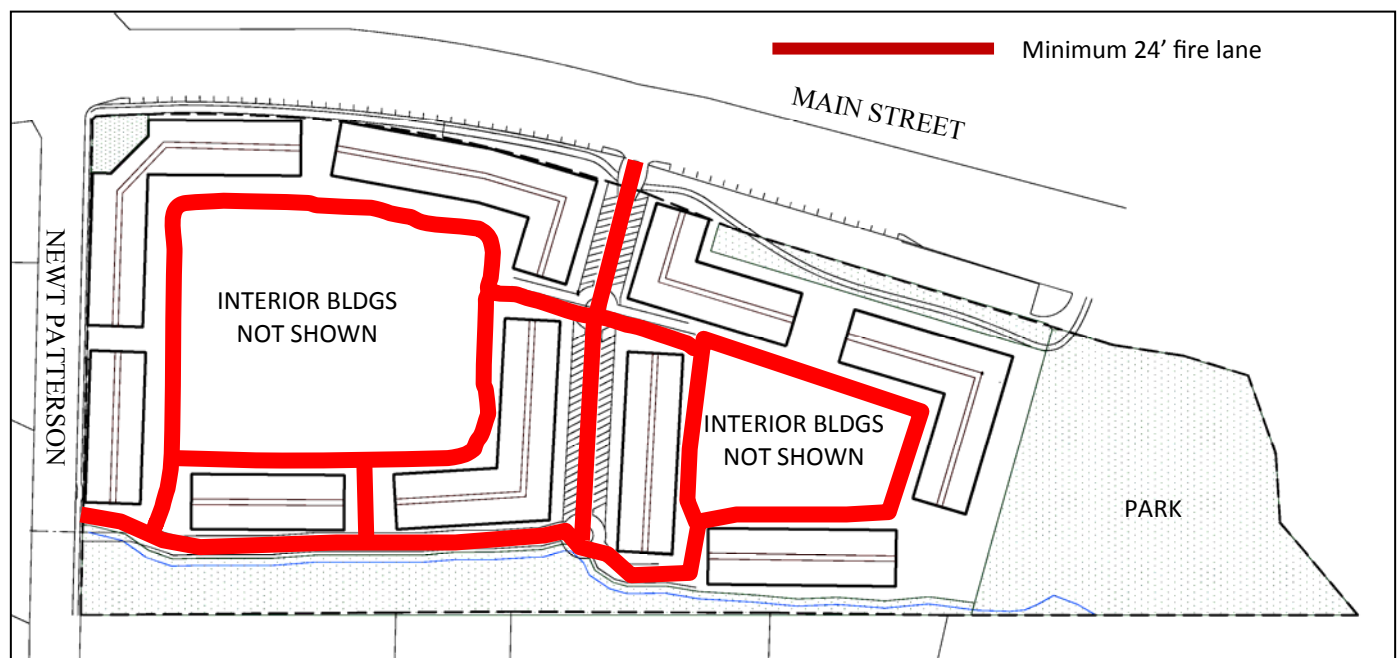 Minimum 24' fire lane
MAIN STREET
NEWT PATTERSON
INTERIOR BLDGS
NOT SHOWN
INTERIOR BLDGS
NOT SHOWN
PARK